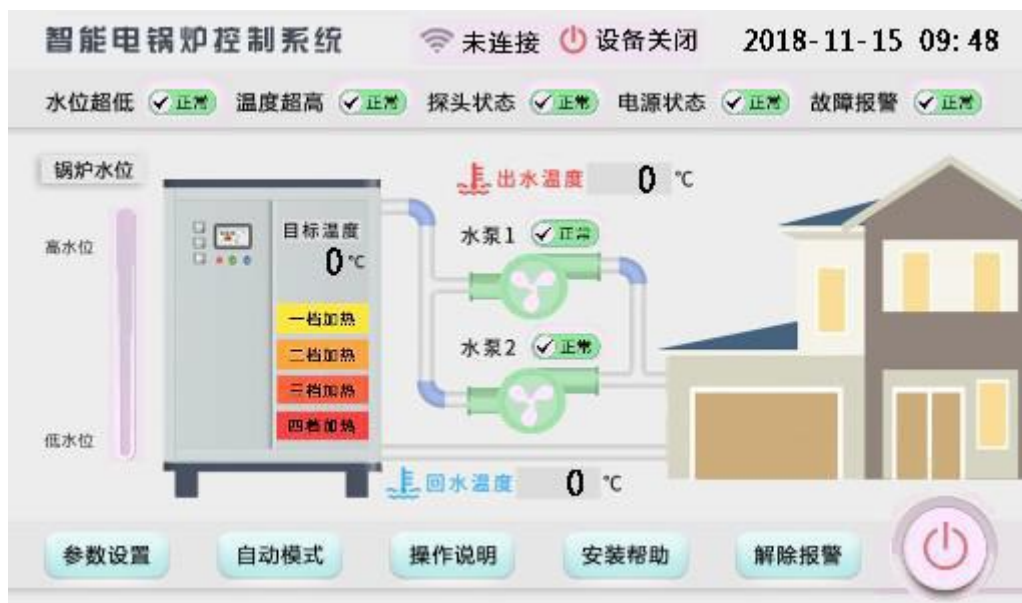 智能电锅炉控制系统 未连接 设备关闭 2018-11-15 09:48
水位超低 正常 温度超高 正常 探头状态 正常 电源状态 正常 故障报警 正常
锅炉水位
出水温度 0 ℃
高水位
目标温度
0 ℃
水泵1 正常
一档加热
二档加热
水泵2 正常
三档加热
四档加热
低水位
回水温度 0 ℃
参数设置 自动模式 操作说明 安装帮助 解除报警